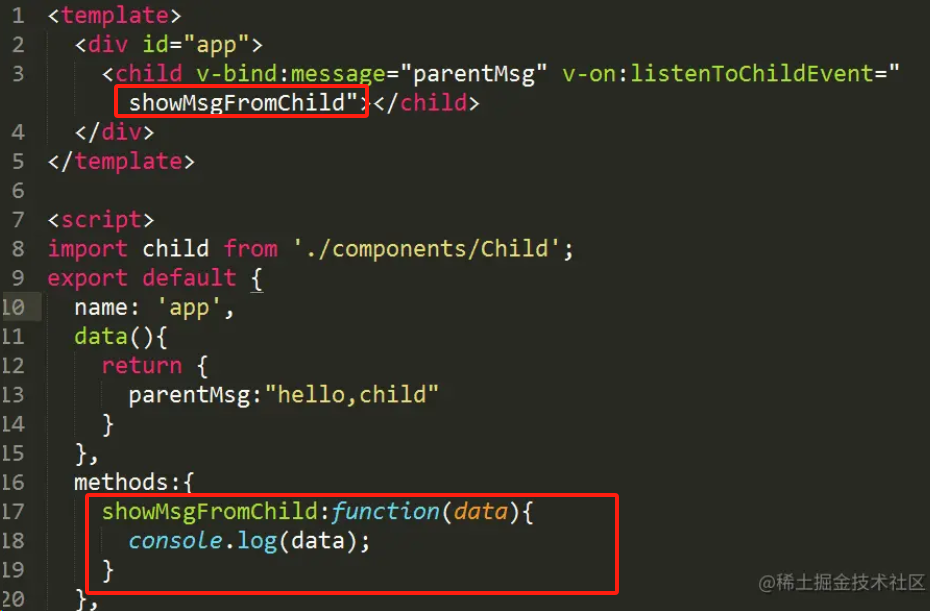 1 <template>
2   <div id="app">
3     <child v-bind:message="parentMsg" v-on:listenToChildEvent="
      showMsgFromChild"></child>
4   </div>
5 </template>
6
7 <script>
8 import child from './components/Child';
9 export default {
10   name: 'app',
11   data(){
12     return {
13       parentMsg:"hello,child"
14     }
15   },
16   methods:{
17     showMsgFromChild:function(data){
18       console.log(data);
19     }
20   },
@稀土掘金技术社区